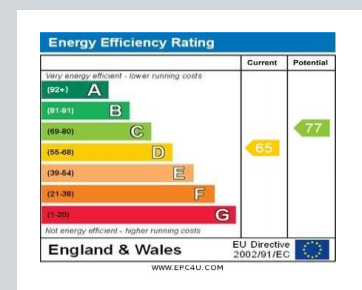 Energy Efficiency Rating
Current Potential
Very energy efficient - lower running costs
(92+) A
(81-91) B
(69-80) C
77
(55-68) D
65
(39-54) E
(21-38) F
(1-20) G
Not energy efficient - higher running costs
England & Wales
EU Directive
2002/91/EC
WWW.EPC4U.COM